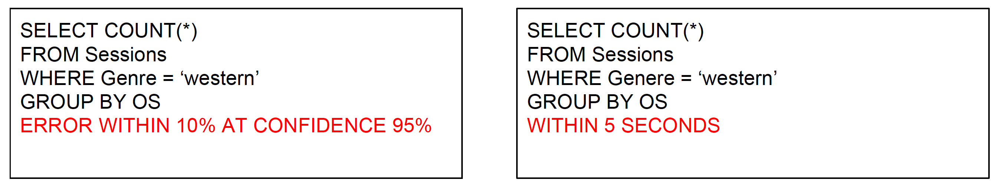 SELECT COUNT(*)
FROM Sessions
WHERE Genre = ‘western’
GROUP BY OS
ERROR WITHIN 10% AT CONFIDENCE 95%
SELECT COUNT(*)
FROM Sessions
WHERE Genere = ‘western’
GROUP BY OS
WITHIN 5 SECONDS